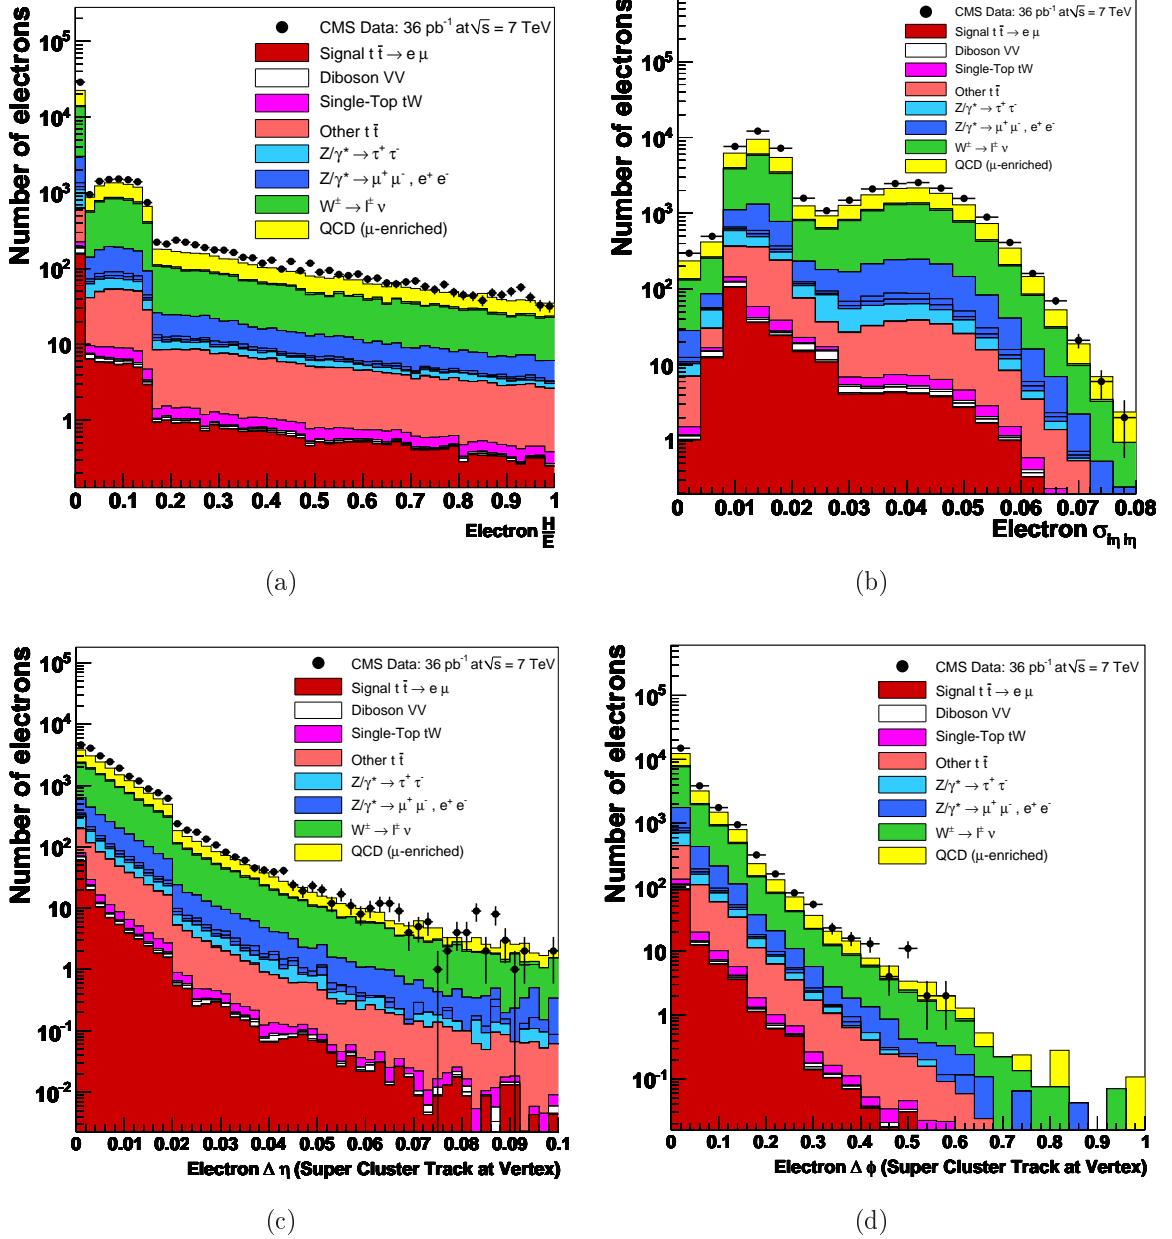 Number of electrons
10⁵
10⁴
10³
10²
10
1
CMS Data: 36 pb⁻¹ at √s = 7 TeV
Signal t t̄ → e μ
Diboson VV
Single-Top tW
Other t t̄
Z/γ* → τ⁺ τ⁻
Z/γ* → μ⁺ μ⁻ , e⁺ e⁻
W± → l± ν
QCD (μ-enriched)
0 0.1 0.2 0.3 0.4 0.5 0.6 0.7 0.8 0.9 1
Electron H/E
(a)
Number of electrons
10⁵
10⁴
10³
10²
10
1
CMS Data: 36 pb⁻¹ at √s = 7 TeV
Signal t t̄ → e μ
Diboson VV
Single-Top tW
Other t t̄
Z/γ* → τ⁺ τ⁻
Z/γ* → μ⁺ μ⁻ , e⁺ e⁻
W± → l± ν
QCD (μ-enriched)
0 0.01 0.02 0.03 0.04 0.05 0.06 0.07 0.08
Electron σiη iη
(b)
Number of electrons
10⁵
10⁴
10³
10²
10
1
10⁻¹
10⁻²
CMS Data: 36 pb⁻¹ at √s = 7 TeV
Signal t t̄ → e μ
Diboson VV
Single-Top tW
Other t t̄
Z/γ* → τ⁺ τ⁻
Z/γ* → μ⁺ μ⁻ , e⁺ e⁻
W± → l± ν
QCD (μ-enriched)
0 0.01 0.02 0.03 0.04 0.05 0.06 0.07 0.08 0.09 0.1
Electron Δ η (Super Cluster Track at Vertex)
(c)
Number of electrons
10⁵
10⁴
10³
10²
10
1
10⁻¹
CMS Data: 36 pb⁻¹ at √s = 7 TeV
Signal t t̄ → e μ
Diboson VV
Single-Top tW
Other t t̄
Z/γ* → τ⁺ τ⁻
Z/γ* → μ⁺ μ⁻ , e⁺ e⁻
W± → l± ν
QCD (μ-enriched)
0 0.1 0.2 0.3 0.4 0.5 0.6 0.7 0.8 0.9 1
Electron Δ ϕ (Super Cluster Track at Vertex)
(d)